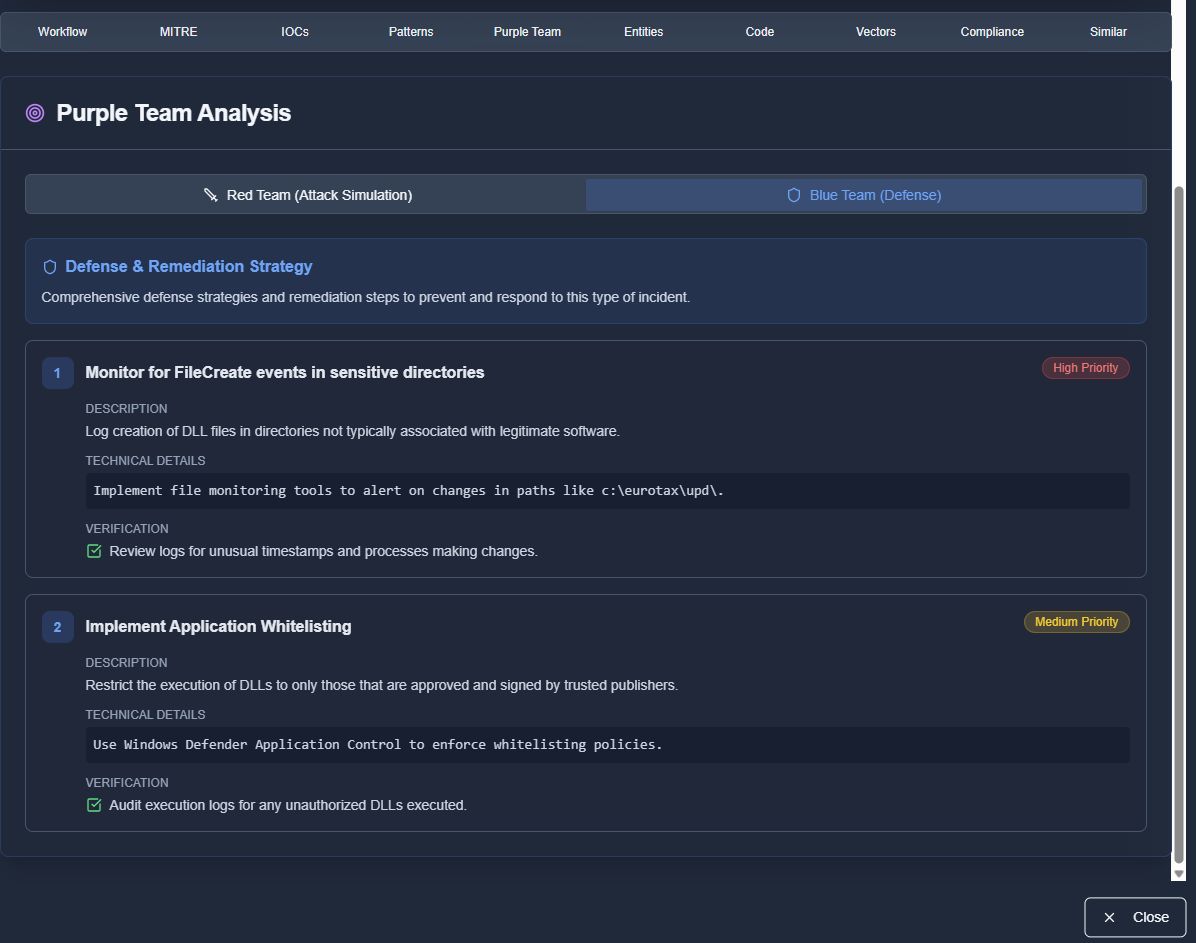 Workflow MITRE IOCs Patterns Purple Team Entities Code Vectors Compliance Similar
Purple Team Analysis
Red Team (Attack Simulation) Blue Team (Defense)
Defense & Remediation Strategy
Comprehensive defense strategies and remediation steps to prevent and respond to this type of incident.
1 Monitor for FileCreate events in sensitive directories High Priority
DESCRIPTION
Log creation of DLL files in directories not typically associated with legitimate software.
TECHNICAL DETAILS
Implement file monitoring tools to alert on changes in paths like c:\eurotax\upd\.
VERIFICATION
Review logs for unusual timestamps and processes making changes.
2 Implement Application Whitelisting Medium Priority
DESCRIPTION
Restrict the execution of DLLs to only those that are approved and signed by trusted publishers.
TECHNICAL DETAILS
Use Windows Defender Application Control to enforce whitelisting policies.
VERIFICATION
Audit execution logs for any unauthorized DLLs executed.
Close